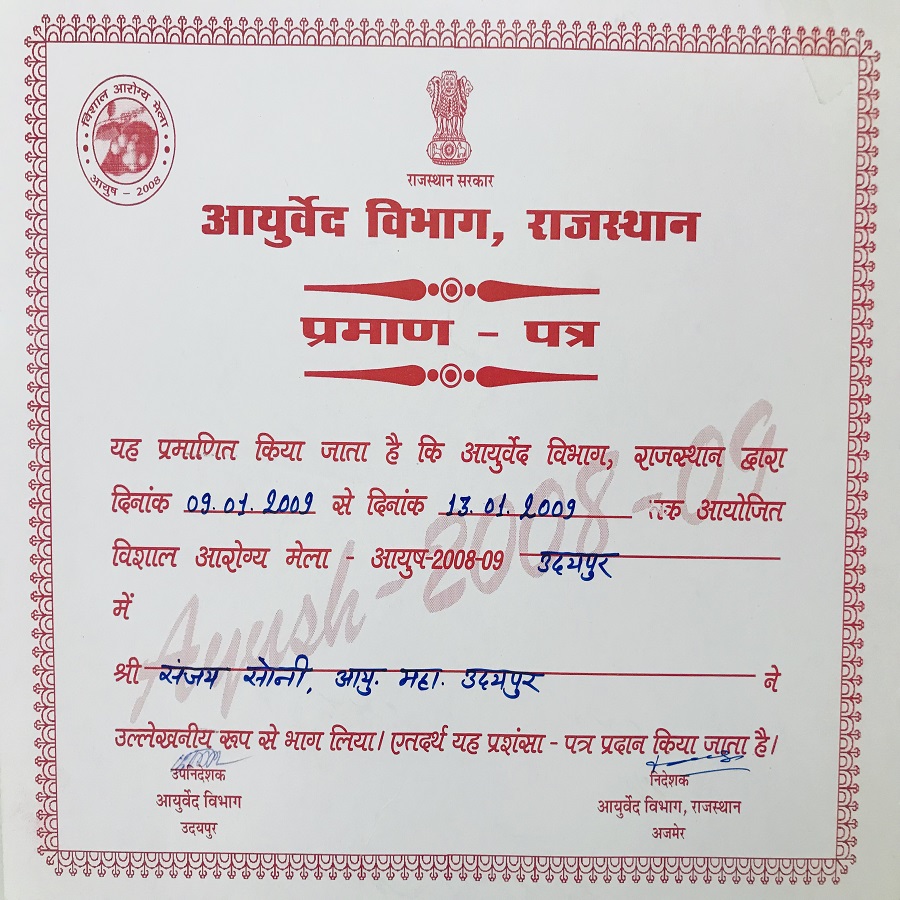 विशाल आरोग्य मेला
आयुष - 2008
राजस्थान सरकार
आयुर्वेद विभाग, राजस्थान
प्रमाण - पत्र
Ayush-2008-09
यह प्रमाणित किया जाता है कि आयुर्वेद विभाग, राजस्थान द्वारा
दिनांक 09.01.2009 से दिनांक 13.01.2009 तक आयोजित
विशाल आरोग्य मेला - आयुष-2008-09 उदयपुर
में
श्री संजय सोनी, आयु. महा. उदयपुर ने
उल्लेखनीय रूप से भाग लिया। एतदर्थ यह प्रशंसा - पत्र प्रदान किया जाता है।
उपनिदेशक
आयुर्वेद विभाग
उदयपुर
निदेशक
आयुर्वेद विभाग, राजस्थान
अजमेर